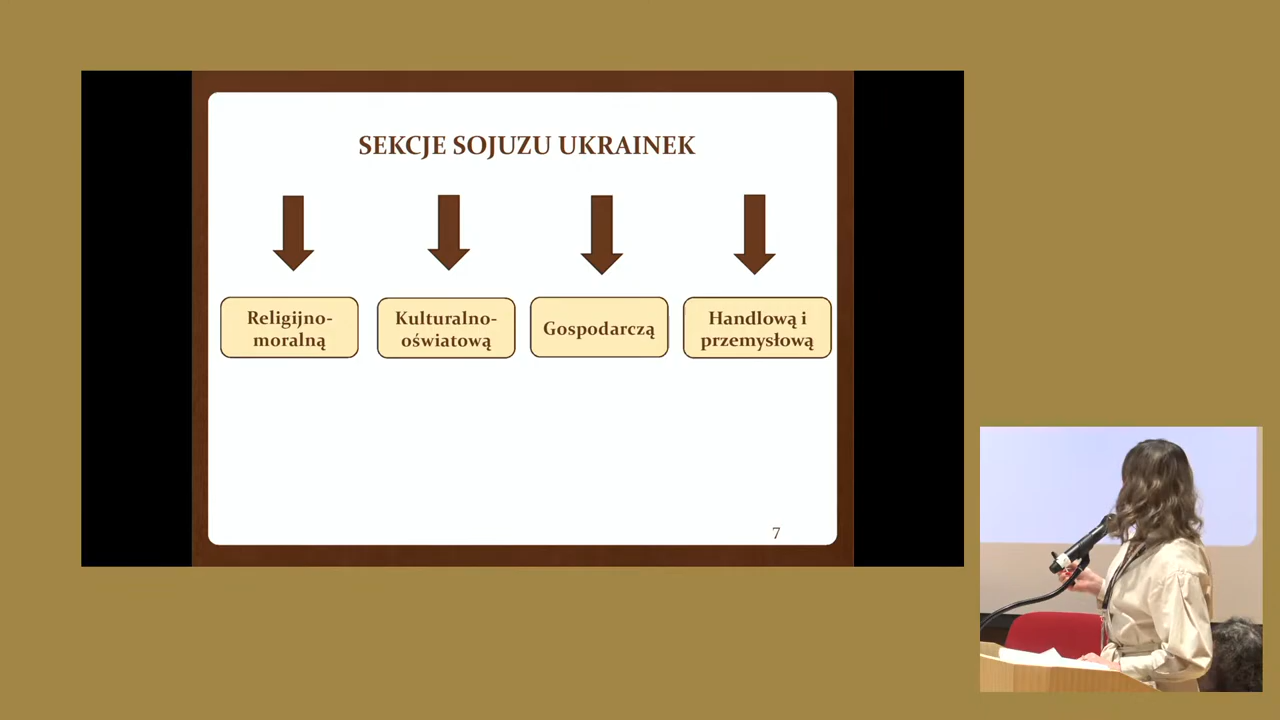 SEKCJE SOJUZU UKRAINEK
Religijno-
moralną
Kulturalno-
oświatową
Gospodarczą
Handlową i
przemysłową
7